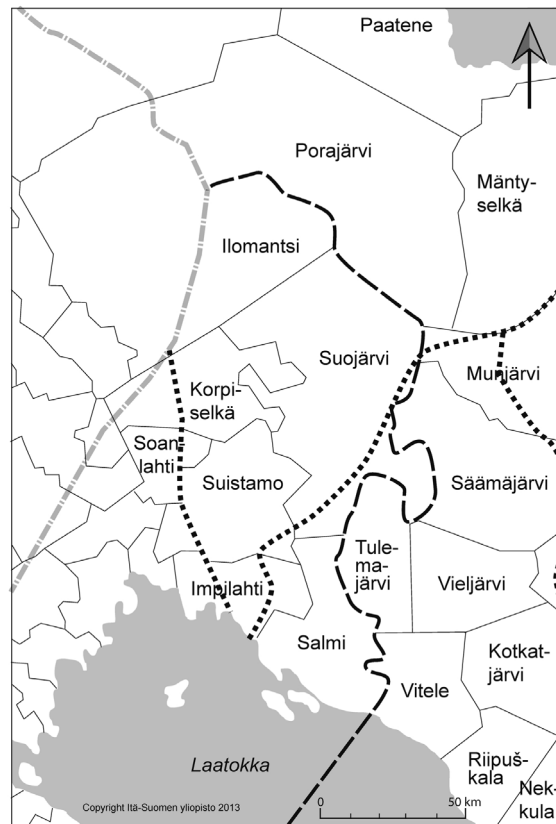 Paatene
Porajärvi
Mänty-
selkä
Ilomantsi
Suojärvi
Munjärvi
Korpi-
selkä
Soan-
lahti
Suistamo
Säämäjärvi
Tule-
ma-
järvi
Vieljärvi
Impilahti
Salmi
Kotkat-
järvi
Vitele
Laatokka
Riipuš-
kala
Nek-
kula
Copyright Itä-Suomen yliopisto 2013
0 50 km